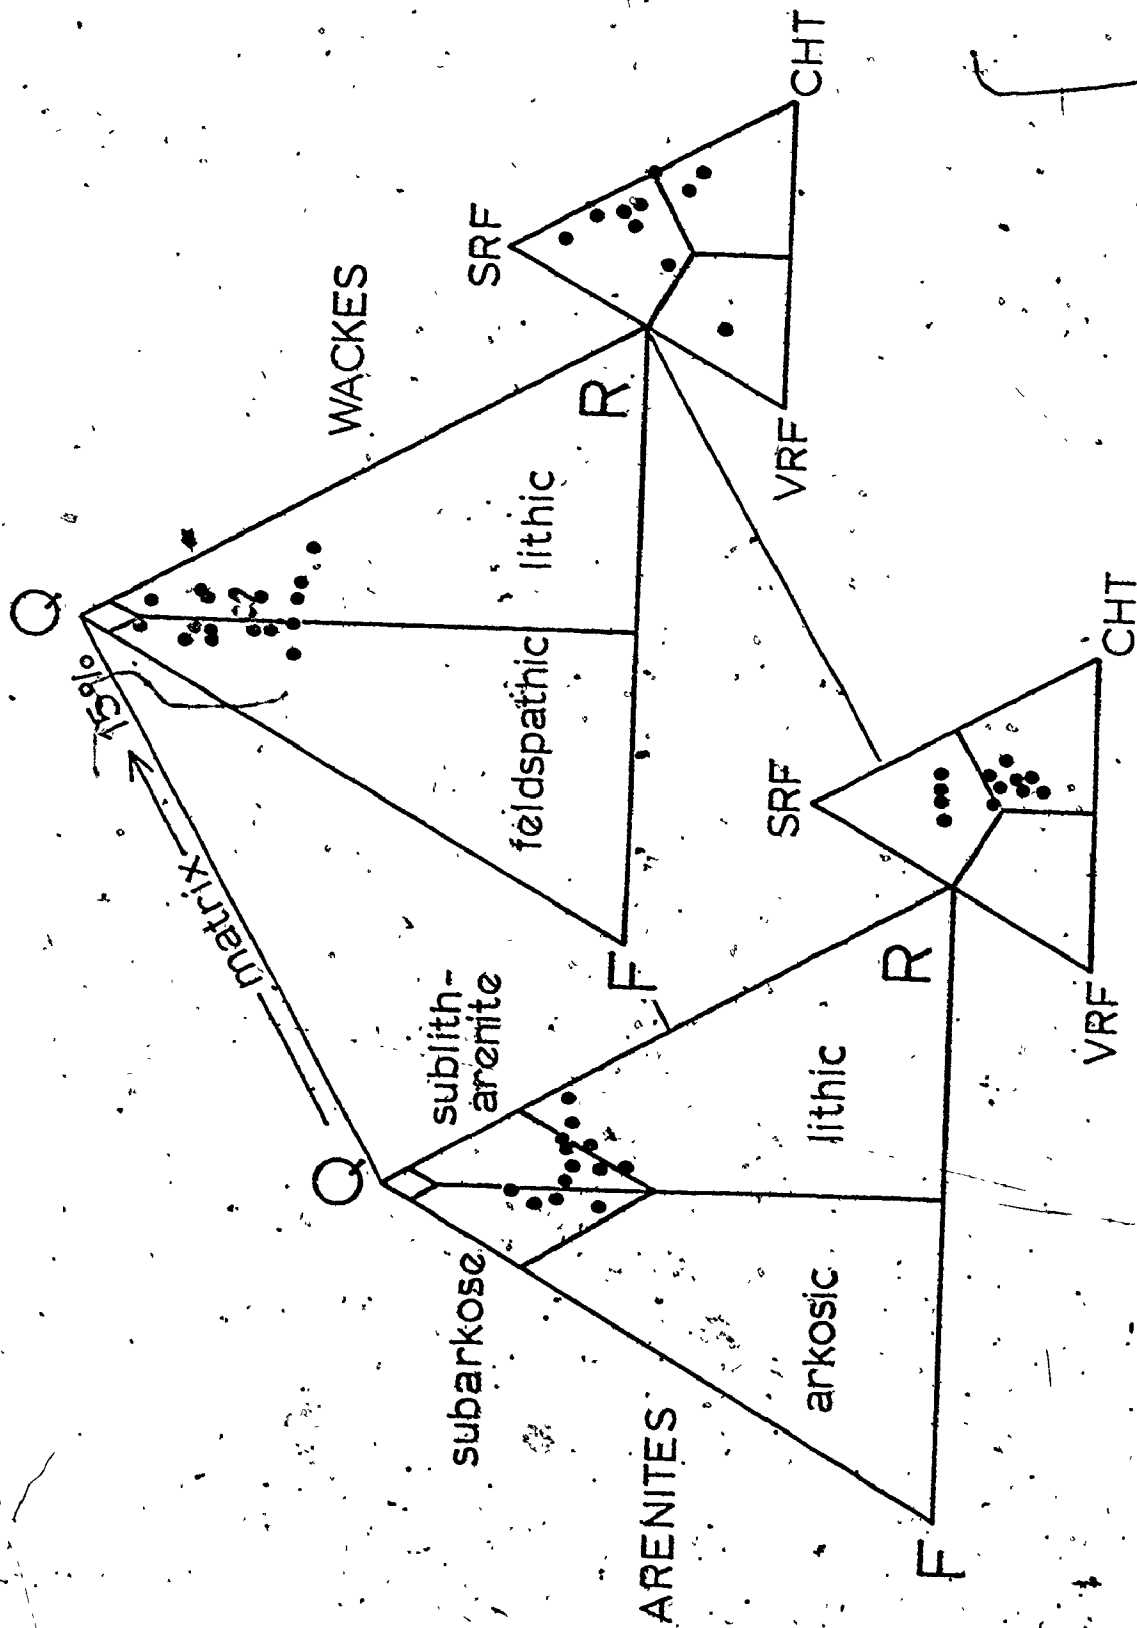 Q
15%
matrix
WACKES
SRF
CHT
VRF
R
lithic
feldspathic
F
Q
sublith-
arenite
subarkose
ARENITES
arkosic
lithic
F
R
SRF
CHT
VRF